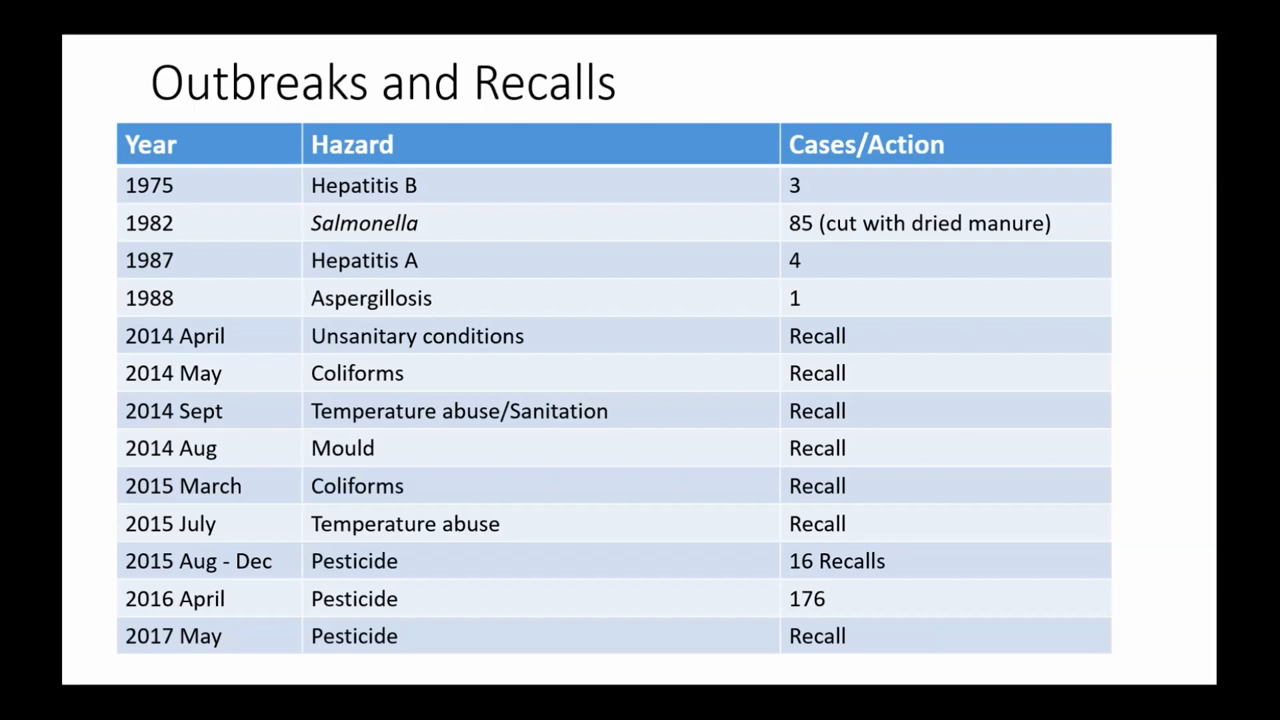 Outbreaks and Recalls
Year Hazard Cases/Action
1975 Hepatitis B 3
1982 Salmonella 85 (cut with dried manure)
1987 Hepatitis A 4
1988 Aspergillosis 1
2014 April Unsanitary conditions Recall
2014 May Coliforms Recall
2014 Sept Temperature abuse/Sanitation Recall
2014 Aug Mould Recall
2015 March Coliforms Recall
2015 July Temperature abuse Recall
2015 Aug - Dec Pesticide 16 Recalls
2016 April Pesticide 176
2017 May Pesticide Recall